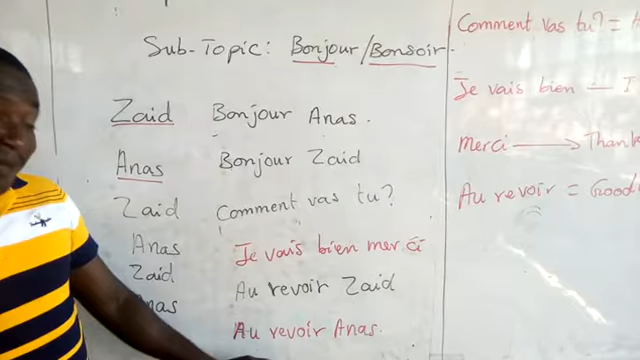 Sub-Topic: Bonjour/Bonsoir.
Zaid Bonjour Anas.
Anas Bonjour Zaid
Zaid Comment vas tu?
Anas Je vais bien merci
Zaid Au revoir Zaid
Anas Au revoir Anas.
Comment vas tu? =
Je vais bien —
Merci → Thank
Au revoir = Good